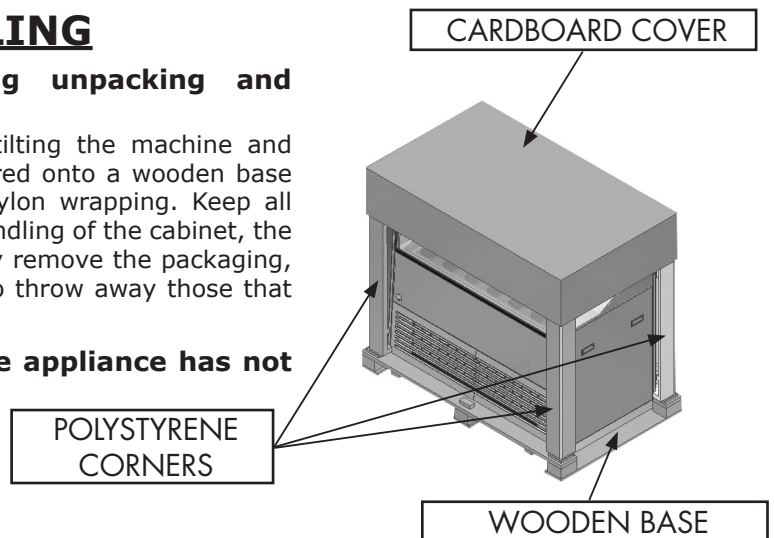 LING
g unpacking and
tilting the machine and
red onto a wooden base
ylon wrapping. Keep all
ndling of the cabinet, the
y remove the packaging,
o throw away those that
e appliance has not
CARDBOARD COVER
POLYSTYRENE
CORNERS
WOODEN BASE